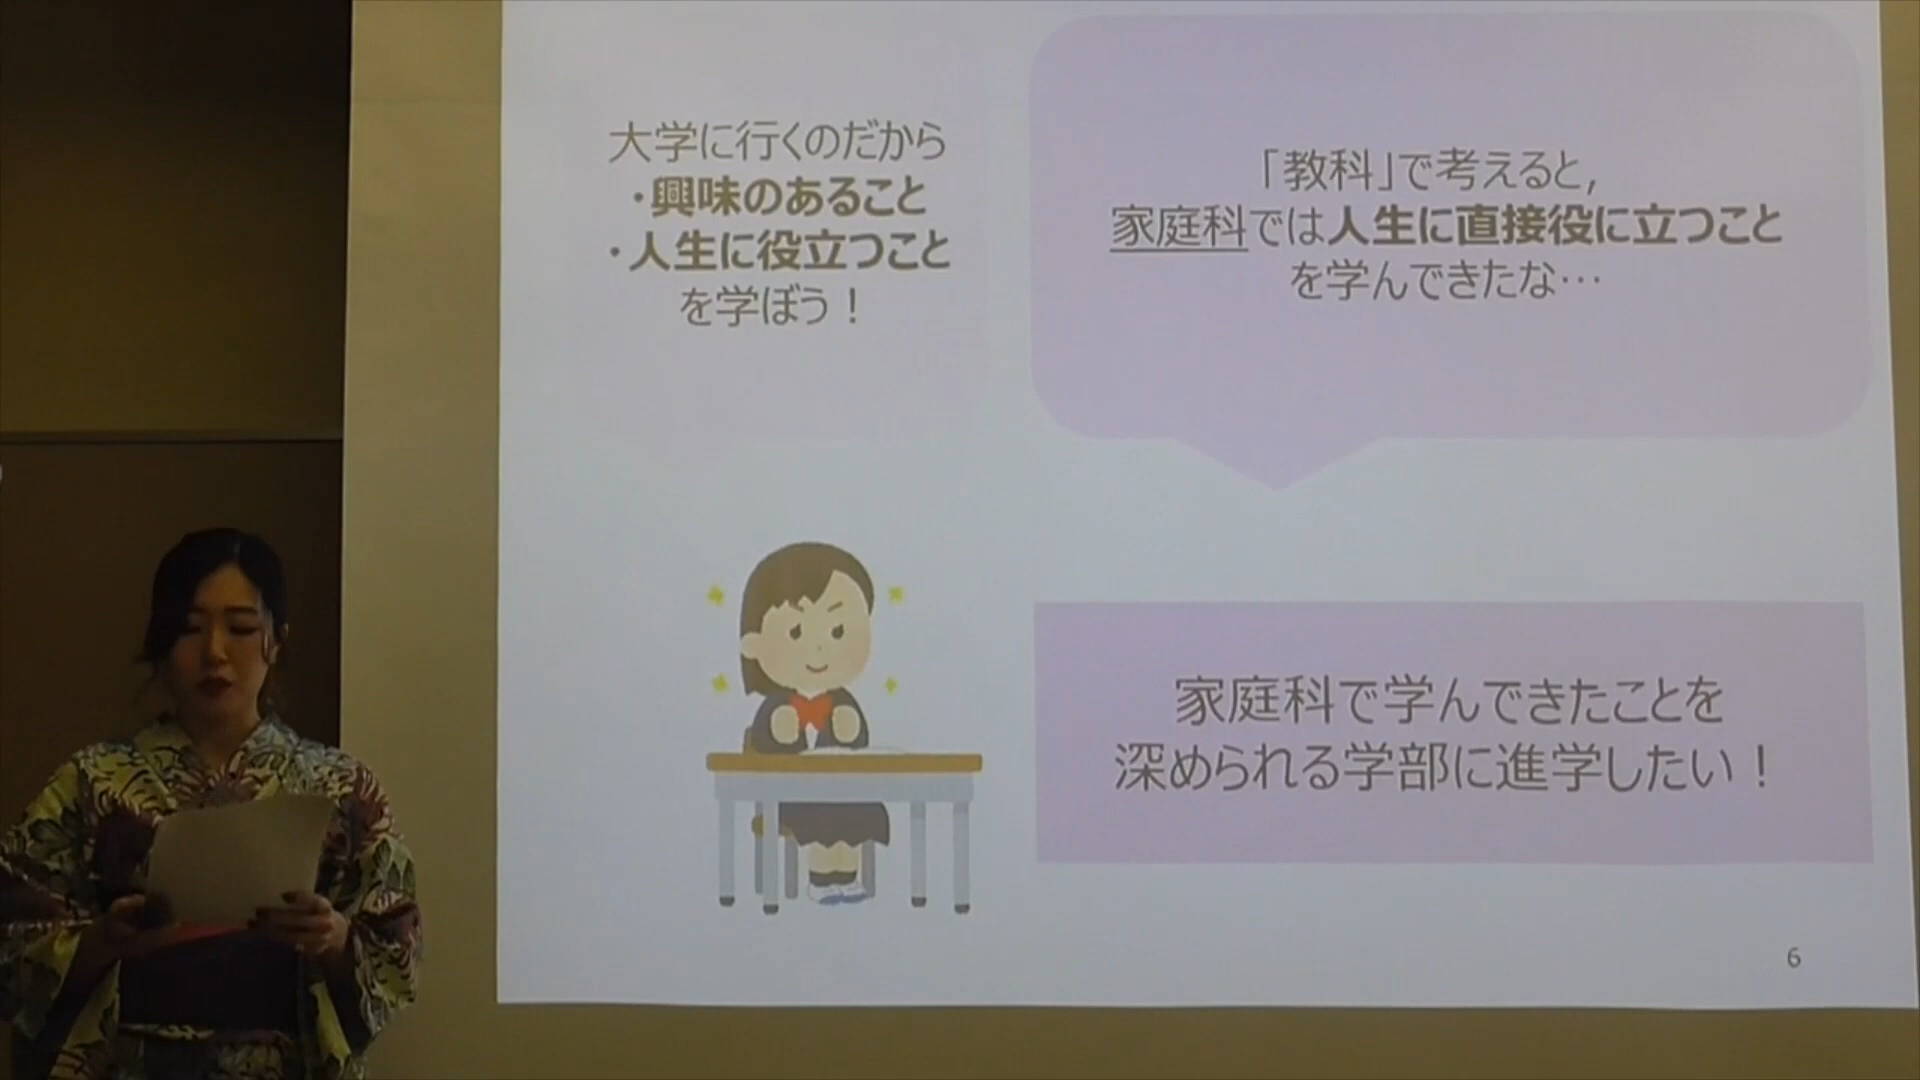 大学に行くのだから
・興味のあること
・人生に役立つこと
を学ぼう！
「教科」で考えると，
家庭科では人生に直接役に立つこと
を学んできたな…
家庭科で学んできたことを
深められる学部に進学したい！
6